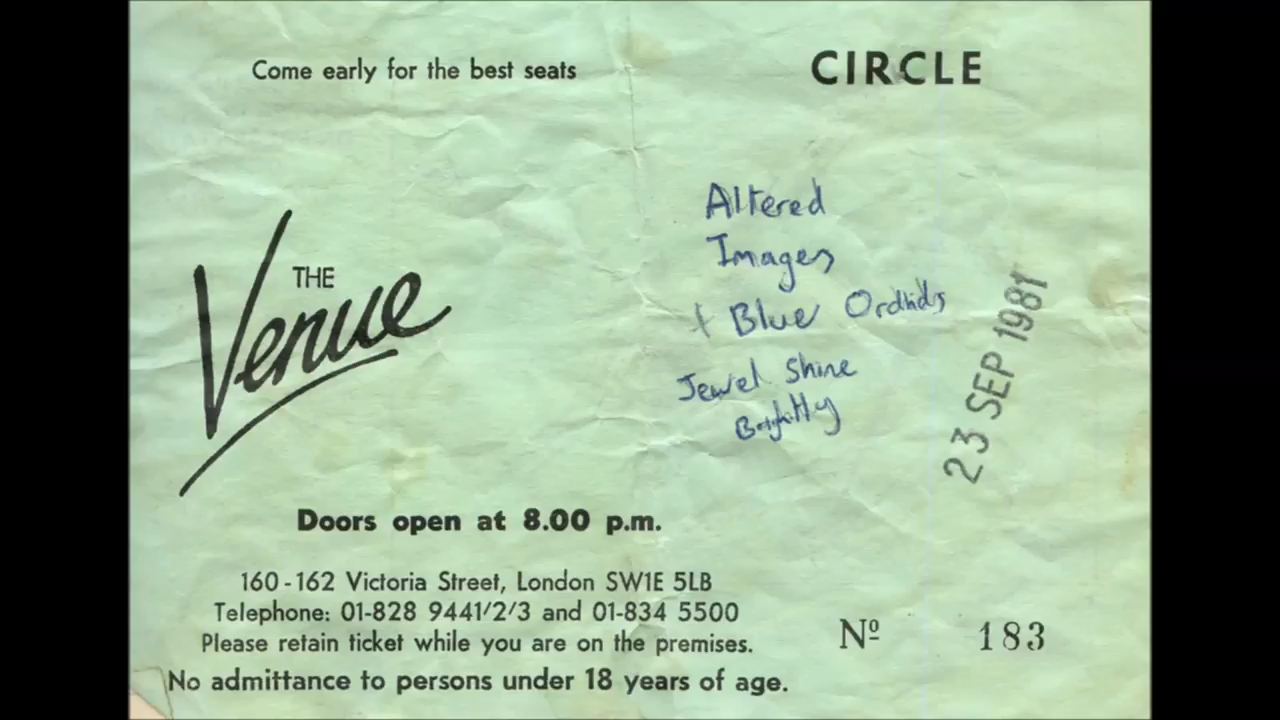 Come early for the best seats
CIRCLE
THE
Venue
Altered
Images
+ Blue Orchids
Jewel Shine
Brightly
23 SEP 1981
Doors open at 8.00 p.m.
160-162 Victoria Street, London SW1E 5LB
Telephone: 01-828 9441/2/3 and 01-834 5500
Please retain ticket while you are on the premises.
No admittance to persons under 18 years of age.
Nº 183